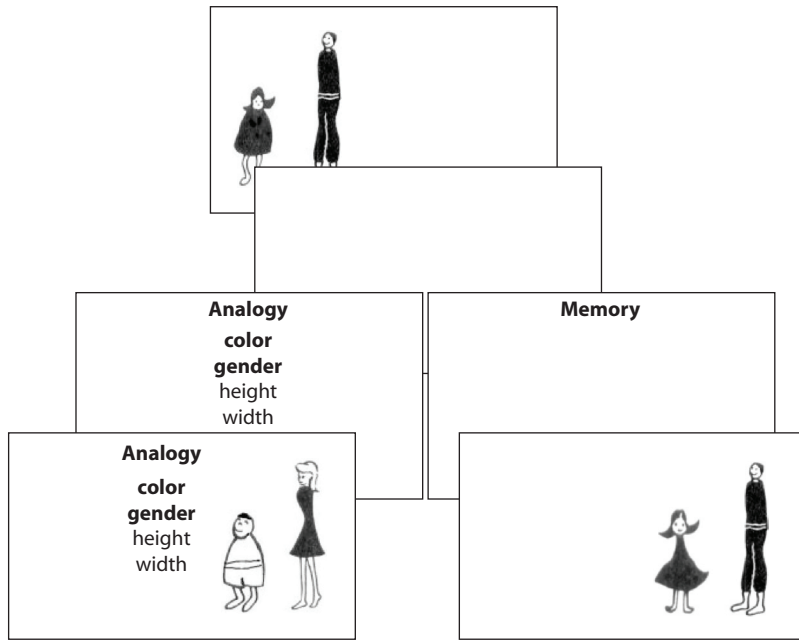 Analogy
color
gender
height
width
Memory
Analogy
color
gender
height
width